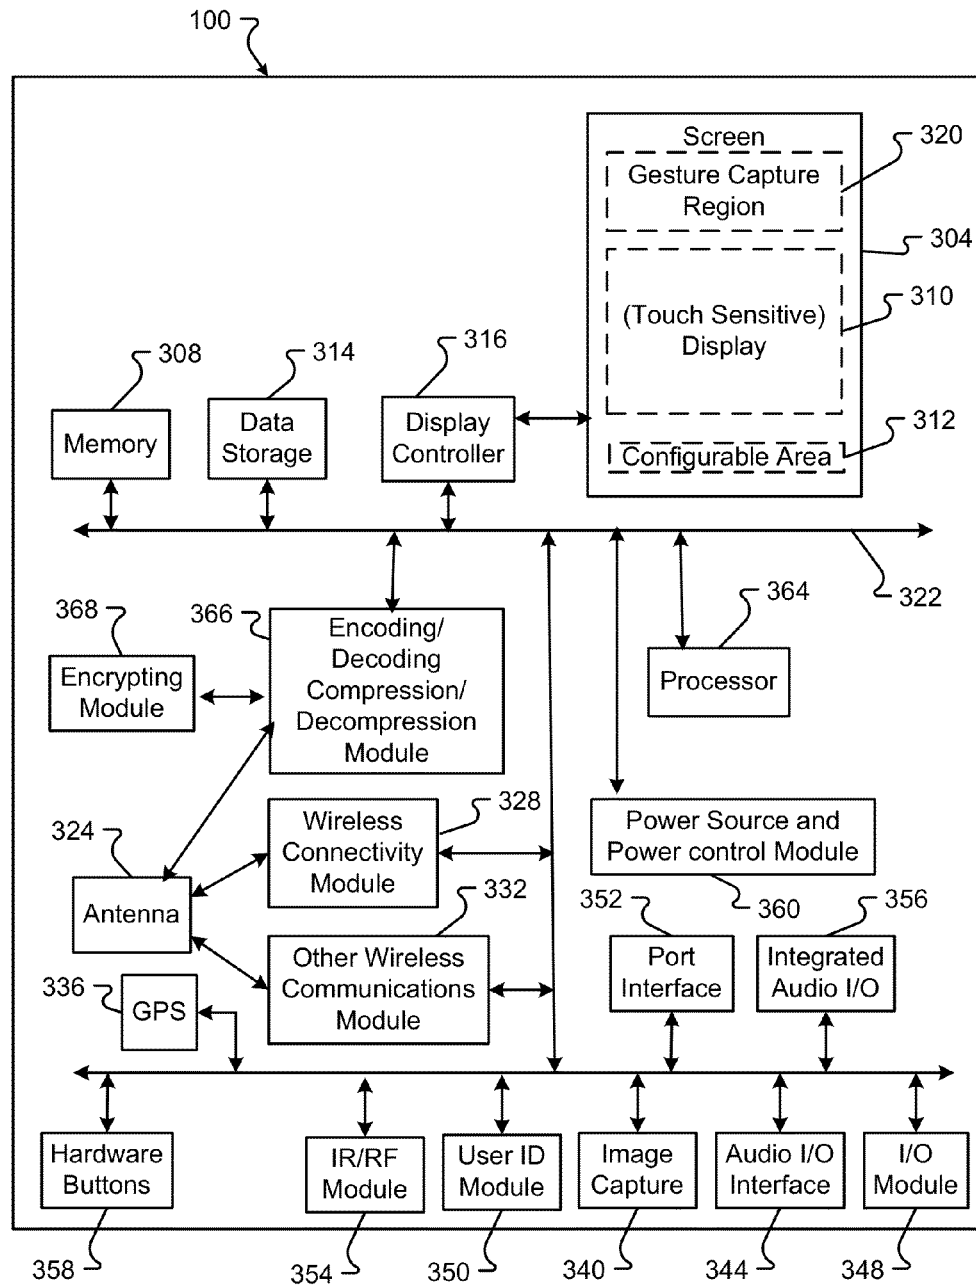 100
Screen
Gesture Capture
Region
320
304
(Touch Sensitive)
Display
310
312
Configurable Area
308
314
316
Memory
Data
Storage
Display
Controller
322
368
366
364
Encrypting
Module
Encoding/
Decoding
Compression/
Decompression
Module
Processor
324
Wireless
Connectivity
Module
328
Power Source and
Power control Module
Antenna
332
352
360
356
Other Wireless
Communications
Module
Port
Interface
Integrated
Audio I/O
336
GPS
Hardware
Buttons
IR/RF
Module
User ID
Module
Image
Capture
Audio I/O
Interface
I/O
Module
358
354
350
340
344
348